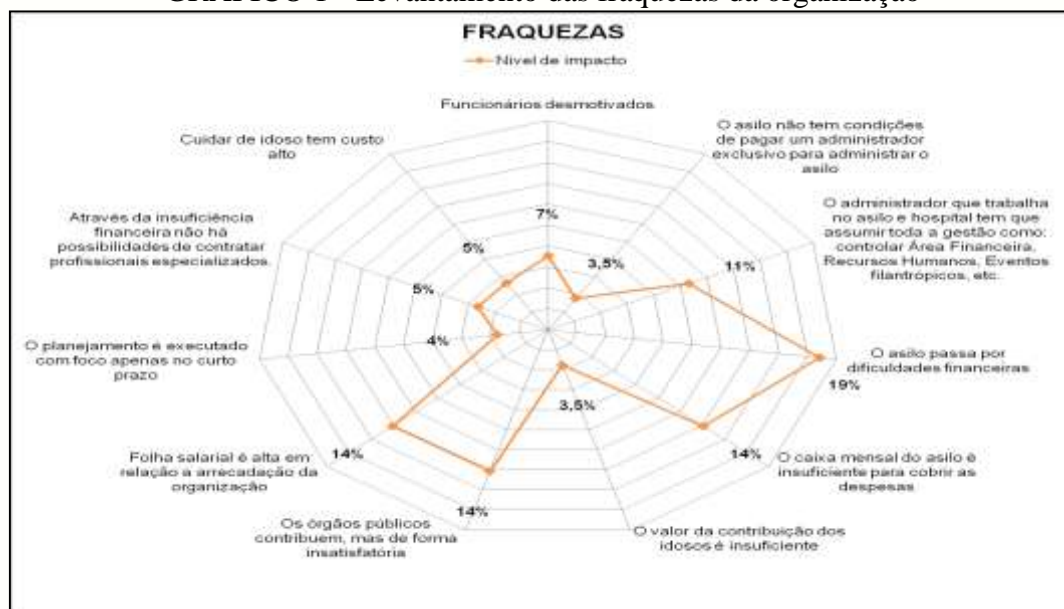 GRÁFICO 1 - Levantamento das fraquezas da organização
FRAQUEZAS
Nivel de impacto
Funcionários desmotivados
7%
O asilo não tem condições
de pagar um administrador
exclusivo para administrar o
asilo
3,5%
O administrador que trabalha
no asilo e hospital tem que
assumir toda a gestão como:
controlar Área Financeira,
Recursos Humanos, Eventos
filantrópicos, etc.
11%
O asilo passa por
dificuldades financeiras
19%
O caixa mensal do asilo é
insuficiente para cobrir as
despesas
14%
O valor da contribuição dos
idosos é insuficiente
3,5%
Os órgãos públicos
contribuem, mas de forma
insatisfatória
14%
Folha salarial é alta em
relação a arrecadação da
organização
14%
O planejamento é executado
com foco apenas no curto
prazo
4%
Através da insuficiência
financeira não há
possibilidades de contratar
profissionais especializados.
5%
Cuidar de idoso tem custo
alto
5%